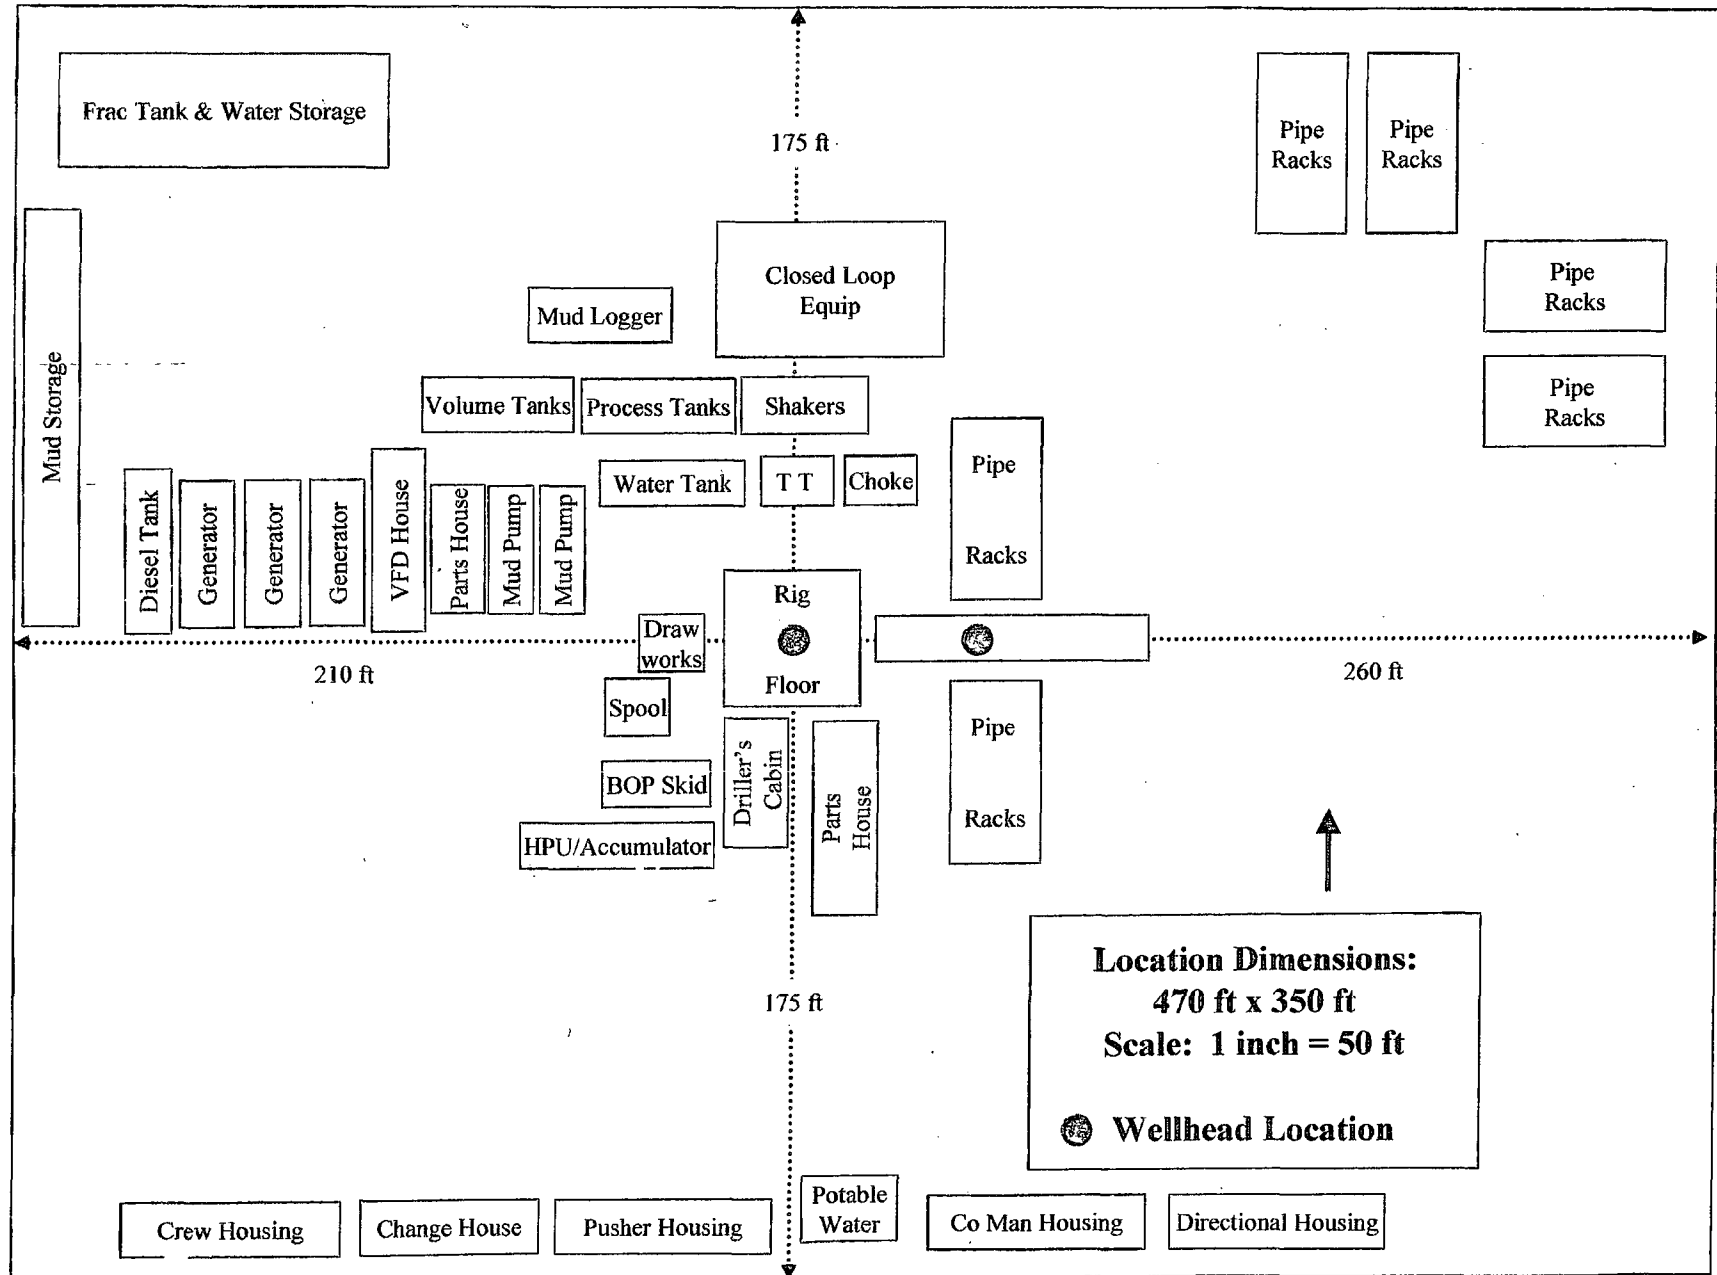 Frac Tank & Water Storage
175 ft
Pipe
Racks
Pipe
Racks
Mud Storage
Mud Logger
Closed Loop
Equip
Pipe
Racks
Pipe
Racks
Volume Tanks
Process Tanks
Shakers
Diesel Tank
Generator
Generator
Generator
VFD House
Parts House
Mud Pump
Mud Pump
Water Tank
T T
Choke
Pipe
Racks
Rig
Floor
Draw
works
210 ft
260 ft
Spool
BOP Skid
HPU/Accumulator
Driller's
Cabin
Parts
House
Pipe
Racks
175 ft
Location Dimensions:
470 ft x 350 ft
Scale: 1 inch = 50 ft
Wellhead Location
Crew Housing
Change House
Pusher Housing
Potable
Water
Co Man Housing
Directional Housing